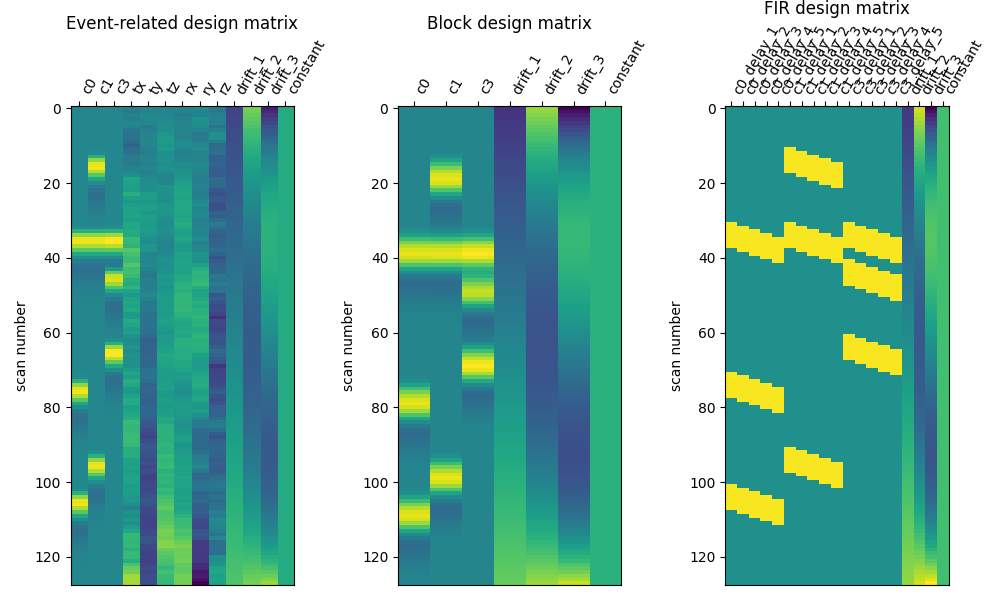 Event-related design matrix
c0 c1 c3 tx ty tz rx ry rz drift_1 drift_2 drift_3 constant
0
20
40
60
80
100
120
scan number
Block design matrix
c0 c1 c3 drift_1 drift_2 drift_3 constant
0
20
40
60
80
100
120
scan number
FIR design matrix
c0_delay_1
drift_3 constant
0
20
40
60
80
100
120
scan number